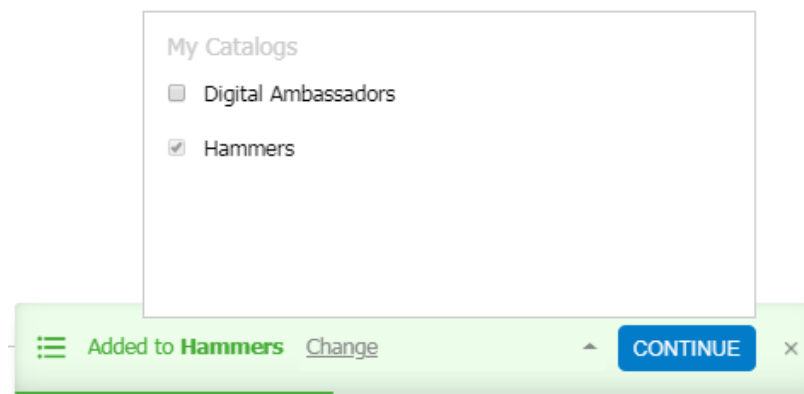 My Catalogs
Digital Ambassadors
Hammers
Added to Hammers Change CONTINUE